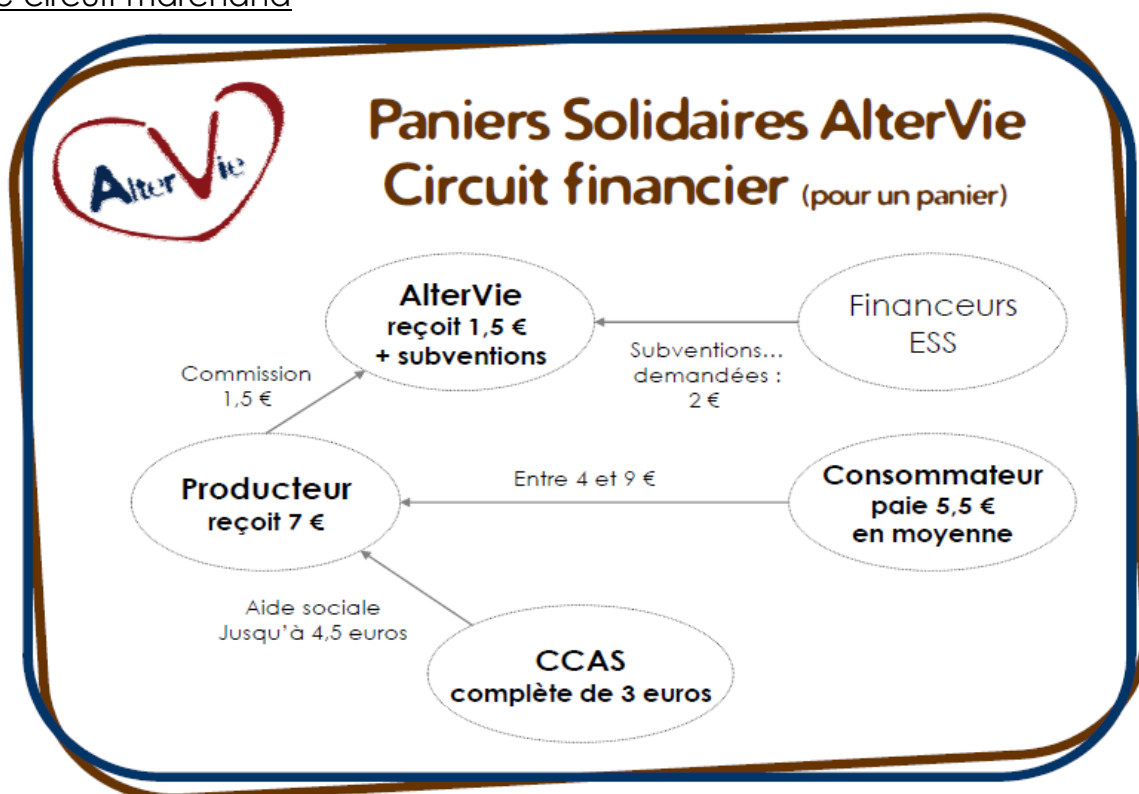 circuit marchand
AlterVie
Paniers Solidaires AlterVie
Circuit financier (pour un panier)
AlterVie
reçoit 1,5 €
+ subventions
Financeurs
ESS
Subventions...
demandées :
2 €
Commission
1,5 €
Producteur
reçoit 7 €
Entre 4 et 9 €
Consommateur
paie 5,5 €
en moyenne
Aide sociale
Jusqu'à 4,5 euros
CCAS
complète de 3 euros